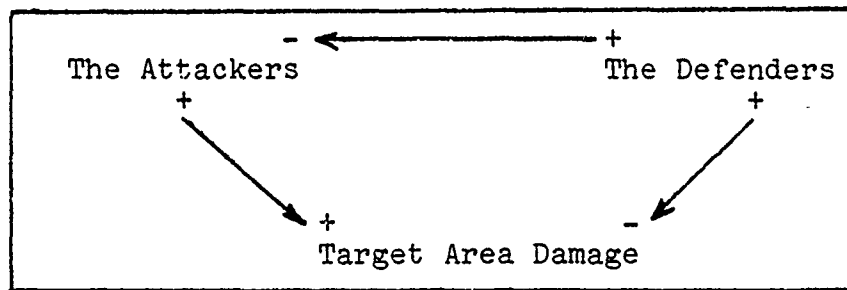 - +
The Attackers The Defenders
+ +
+ -
Target Area Damage